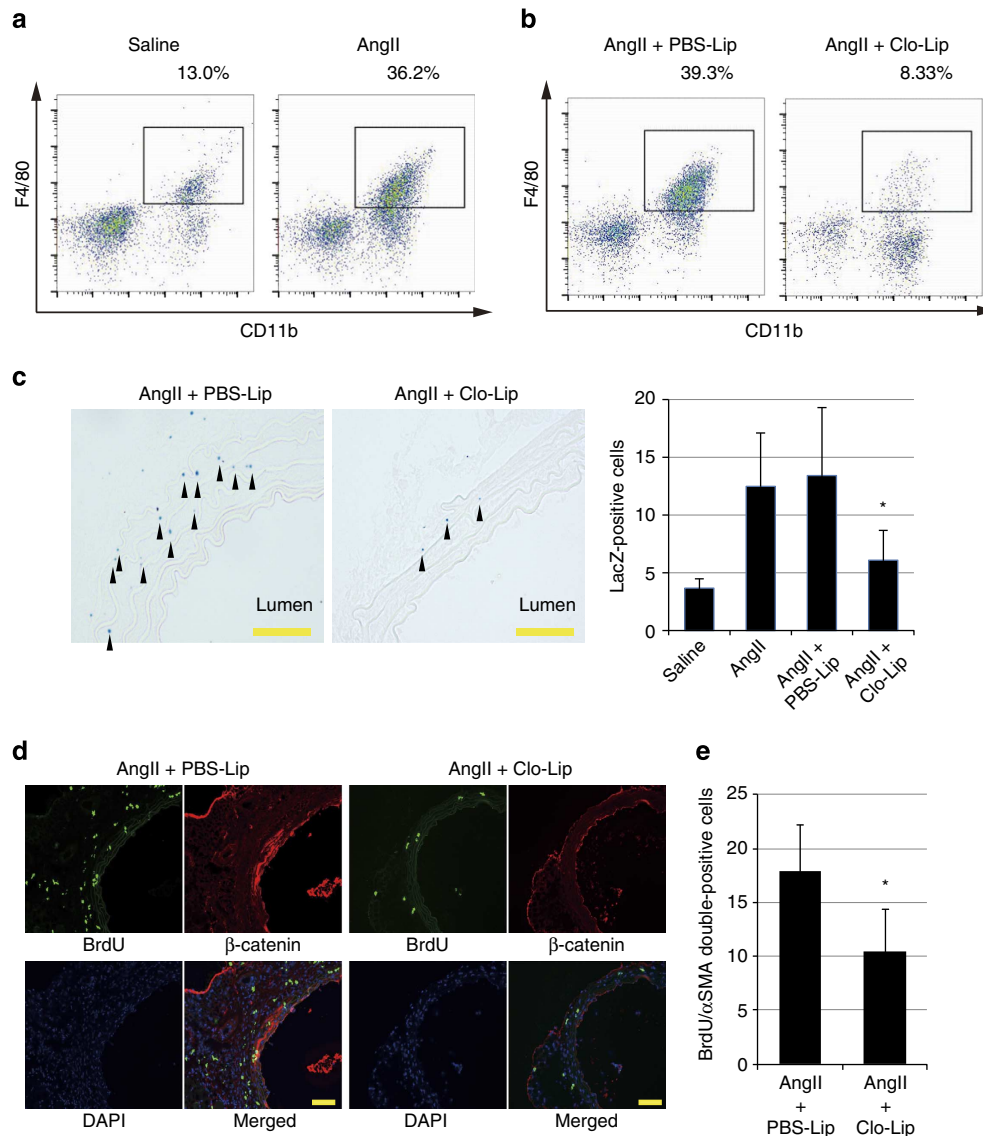 a
Saline
13.0%
AngII
36.2%
F4/80
CD11b
b
AngII + PBS-Lip
39.3%
AngII + Clo-Lip
8.33%
F4/80
CD11b
c
AngII + PBS-Lip
AngII + Clo-Lip
Lumen
Lumen
LacZ-positive cells
20
15
10
5
0
*
Saline
AngII
AngII +
PBS-Lip
AngII +
Clo-Lip
d
AngII + PBS-Lip
AngII + Clo-Lip
BrdU
β-catenin
BrdU
β-catenin
DAPI
Merged
DAPI
Merged
e
BrdU/αSMA double-positive cells
25
20
15
10
5
0
*
AngII
+
PBS-Lip
AngII
+
Clo-Lip